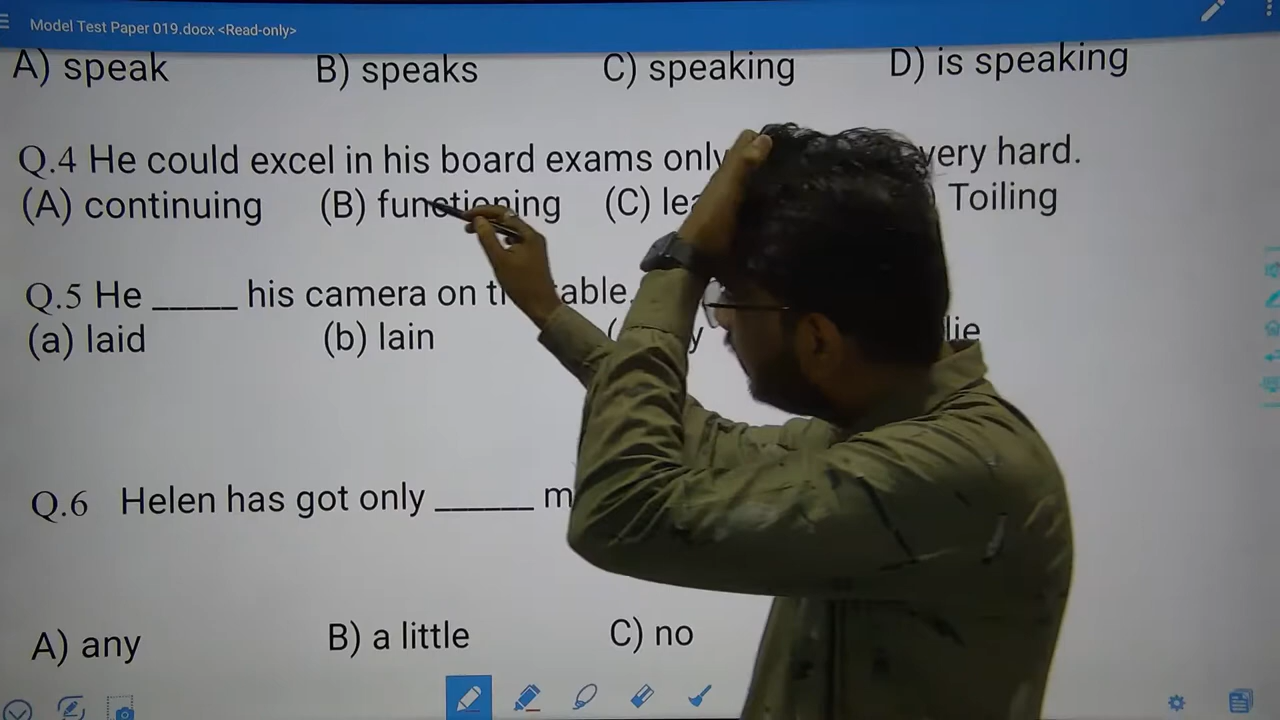 Model Test Paper 019.docx <Read-only>
A) speak B) speaks C) speaking D) is speaking
Q.4 He could excel in his board exams only very hard.
(A) continuing (B) functioning (C) Toiling
Q.5 He _____ his camera on
(a) laid (b) lain lie
Q.6 Helen has got only ______
A) any B) a little C) no